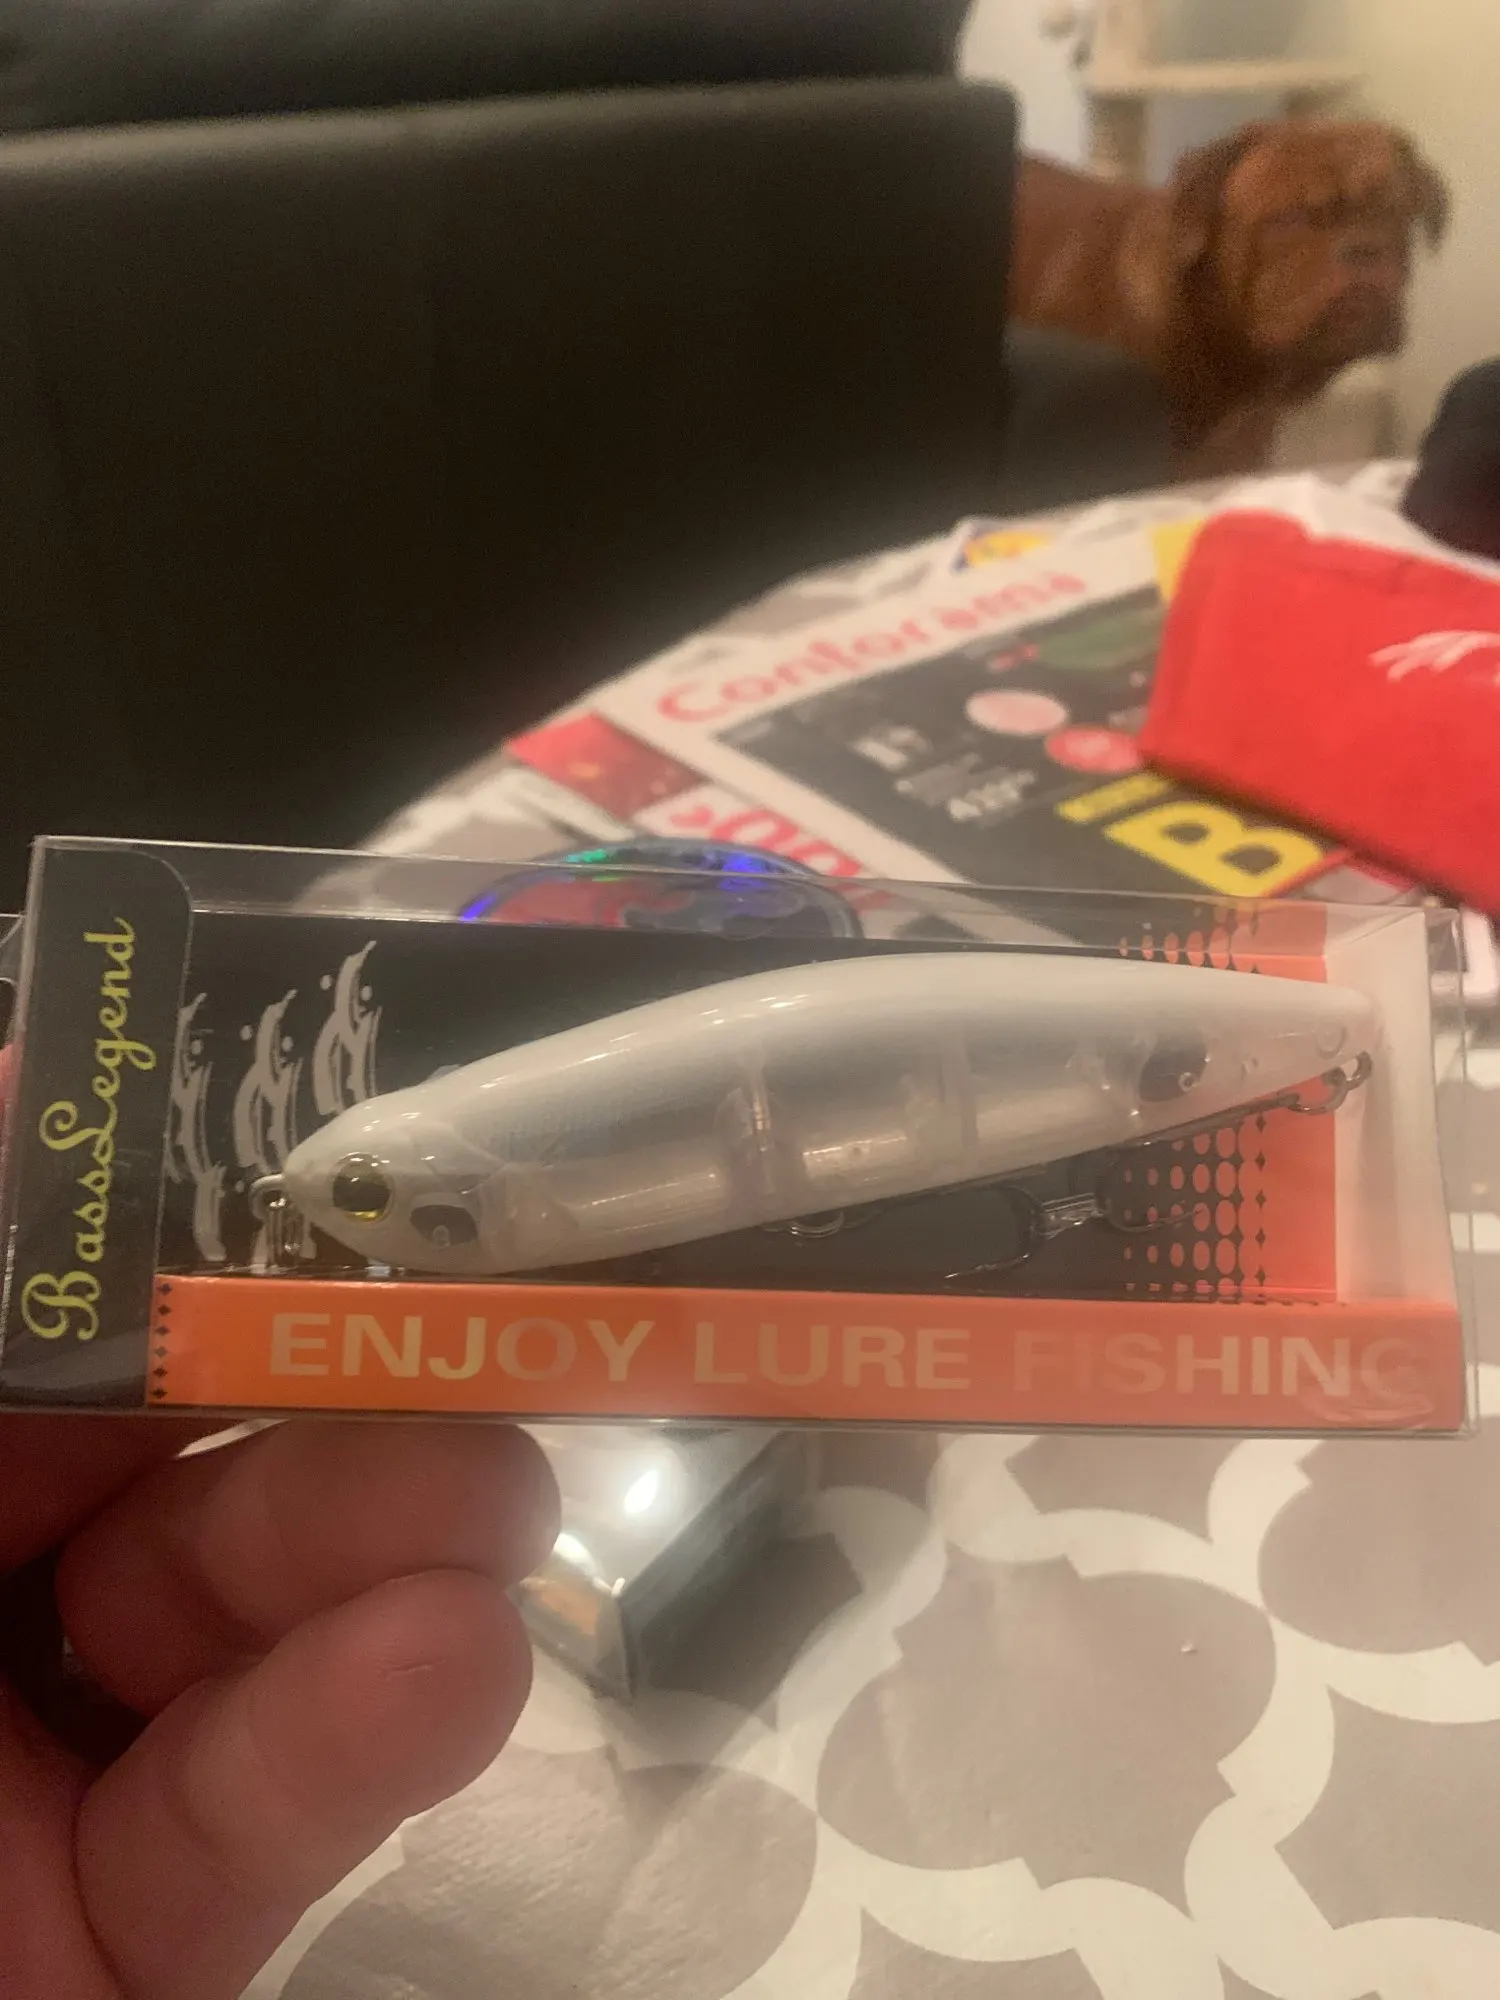 Conforama
BassLegend
ENJOY LURE FISHING